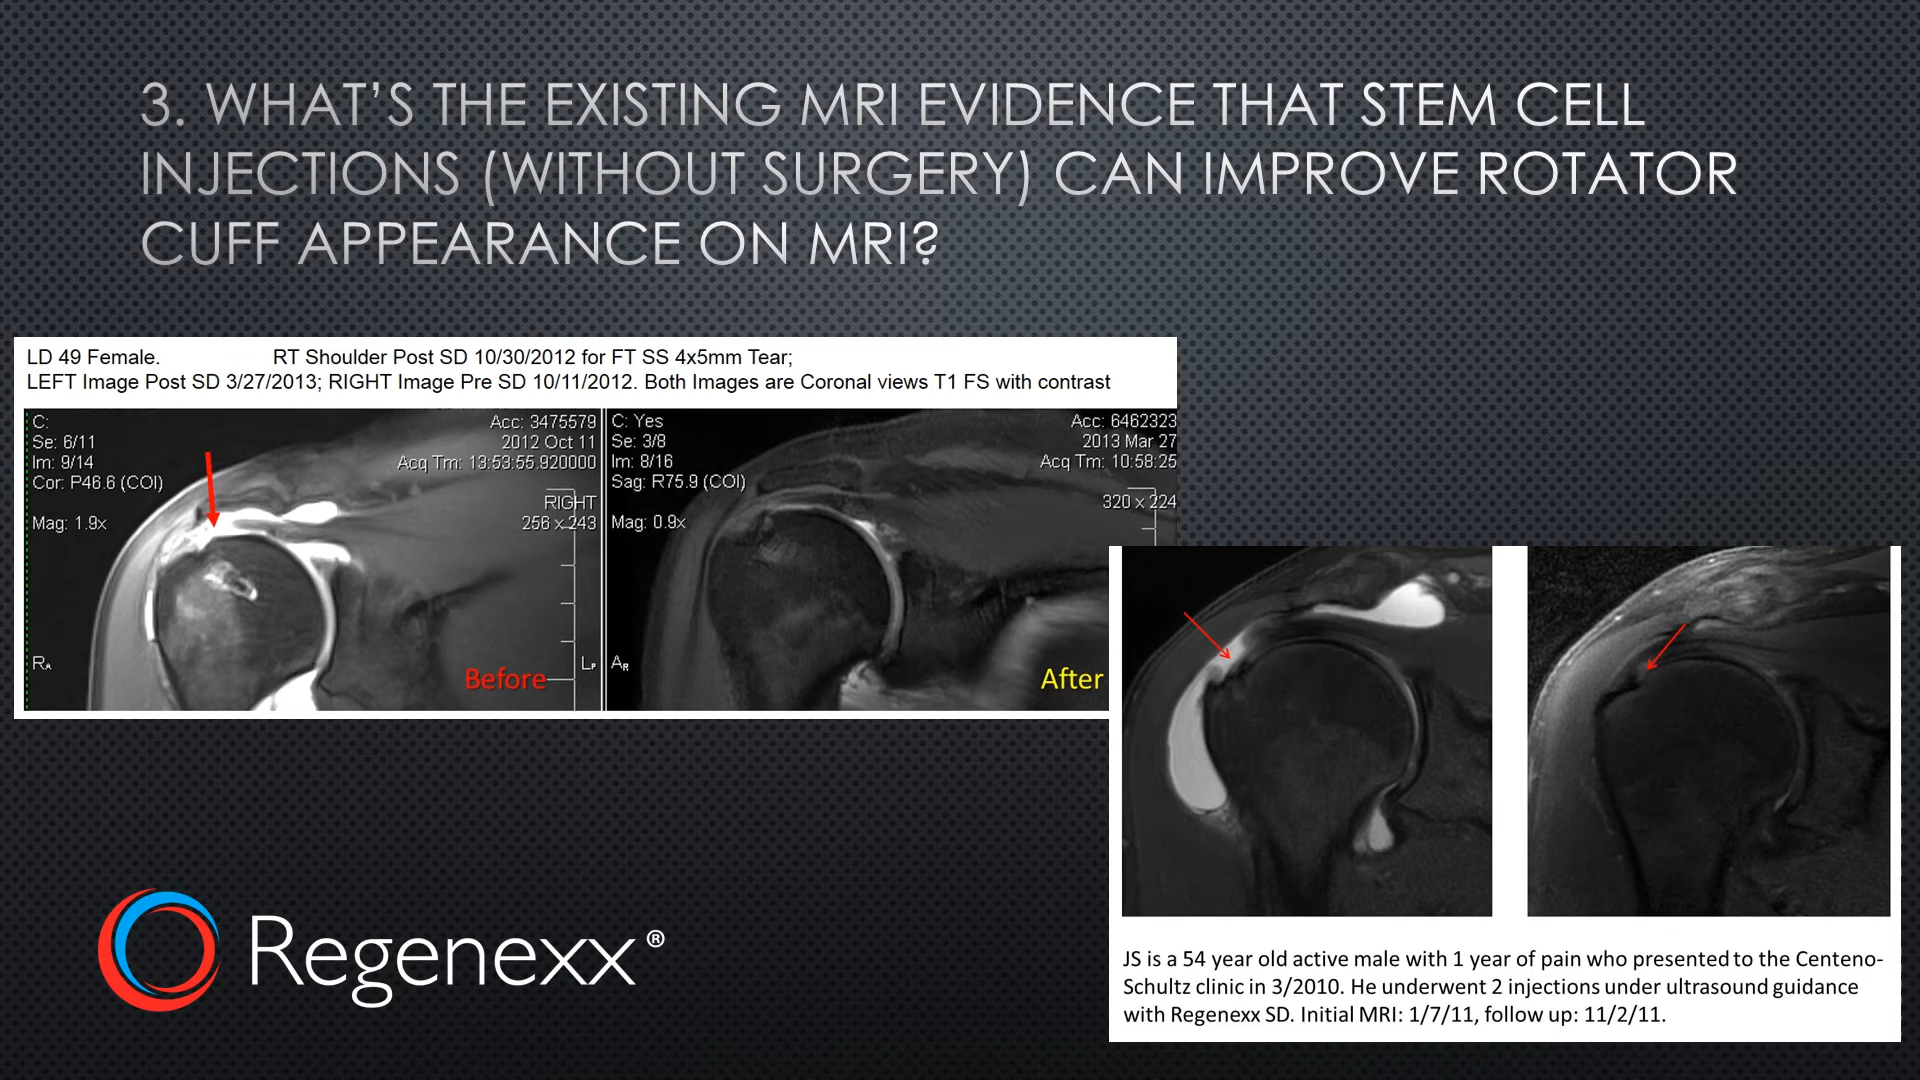 3. WHAT'S THE EXISTING MRI EVIDENCE THAT STEM CELL
INJECTIONS (WITHOUT SURGERY) CAN IMPROVE ROTATOR
CUFF APPEARANCE ON MRI?
LD 49 Female. RT Shoulder Post SD 10/30/2012 for FT SS 4x5mm Tear;
LEFT Image Post SD 3/27/2013; RIGHT Image Pre SD 10/11/2012. Both Images are Coronal views T1 FS with contrast
C:
Se: 6/11
Im: 9/14
Cor: P46.6 (COI)
Mag: 1.9x
Acc: 3475579
2012 Oct 11
Acq Tm: 13:53:55.920000
RIGHT
256 x 243
RA
LP
Before
C: Yes
Se: 3/8
Im: 8/16
Sag: R75.9 (COI)
Mag: 0.9x
Acc: 6462323
2013 Mar 27
Acq Tm: 10:58:25
320 x 224
AR
After
JS is a 54 year old active male with 1 year of pain who presented to the Centeno-
Schultz clinic in 3/2010. He underwent 2 injections under ultrasound guidance
with Regenexx SD. Initial MRI: 1/7/11, follow up: 11/2/11.
Regenexx®